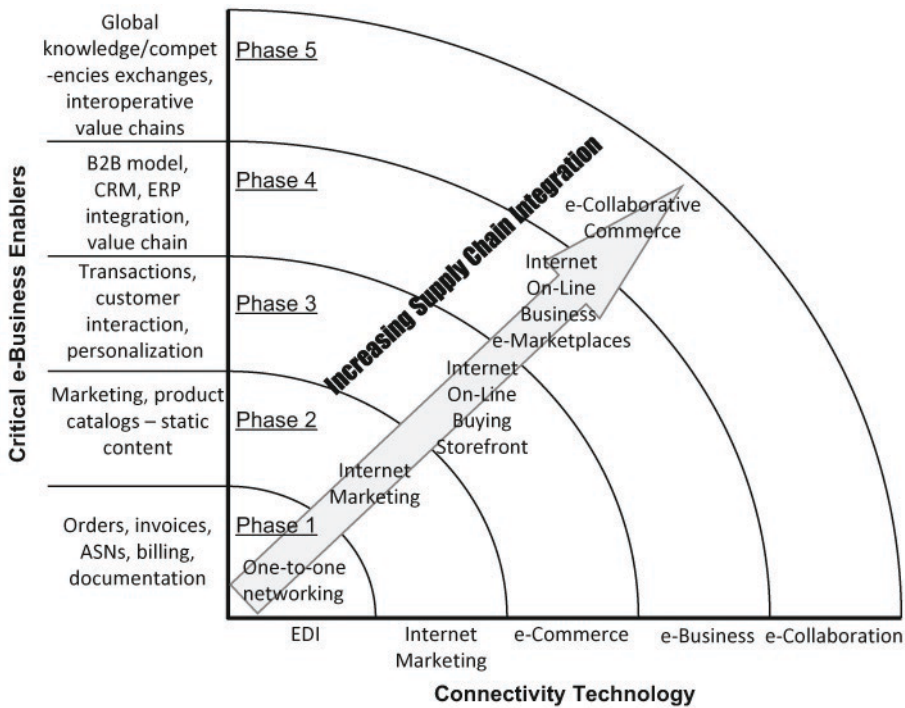 Critical e-Business Enablers
Global
knowledge/compet
-encies exchanges,
interoperative
value chains
B2B model,
CRM, ERP
integration,
value chain
Transactions,
customer
interaction,
personalization
Marketing, product
catalogs – static
content
Orders, invoices,
ASNs, billing,
documentation
Phase 5
Phase 4
Phase 3
Phase 2
Phase 1
Increasing Supply Chain Integration
e-Collaborative
Commerce
Internet
On-Line
Business
e-Marketplaces
Internet
On-Line
Buying
Storefront
Internet
Marketing
One-to-one
networking
EDI
Internet
Marketing
e-Commerce
e-Business
e-Collaboration
Connectivity Technology